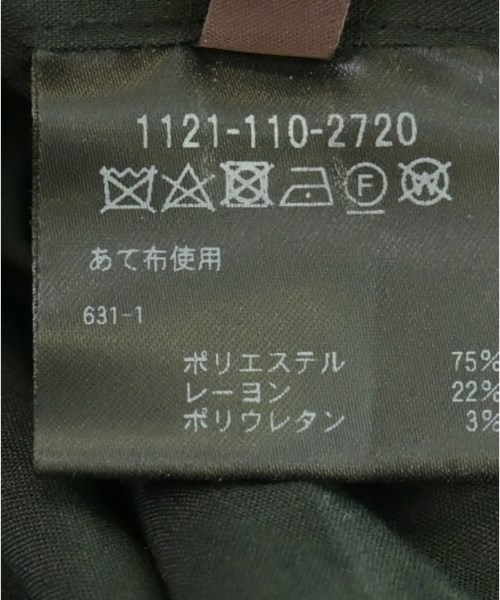 1121-110-2720
F W
あて布使用
631-1
ポリエステル 75%
レーヨン 22%
ポリウレタン 3%